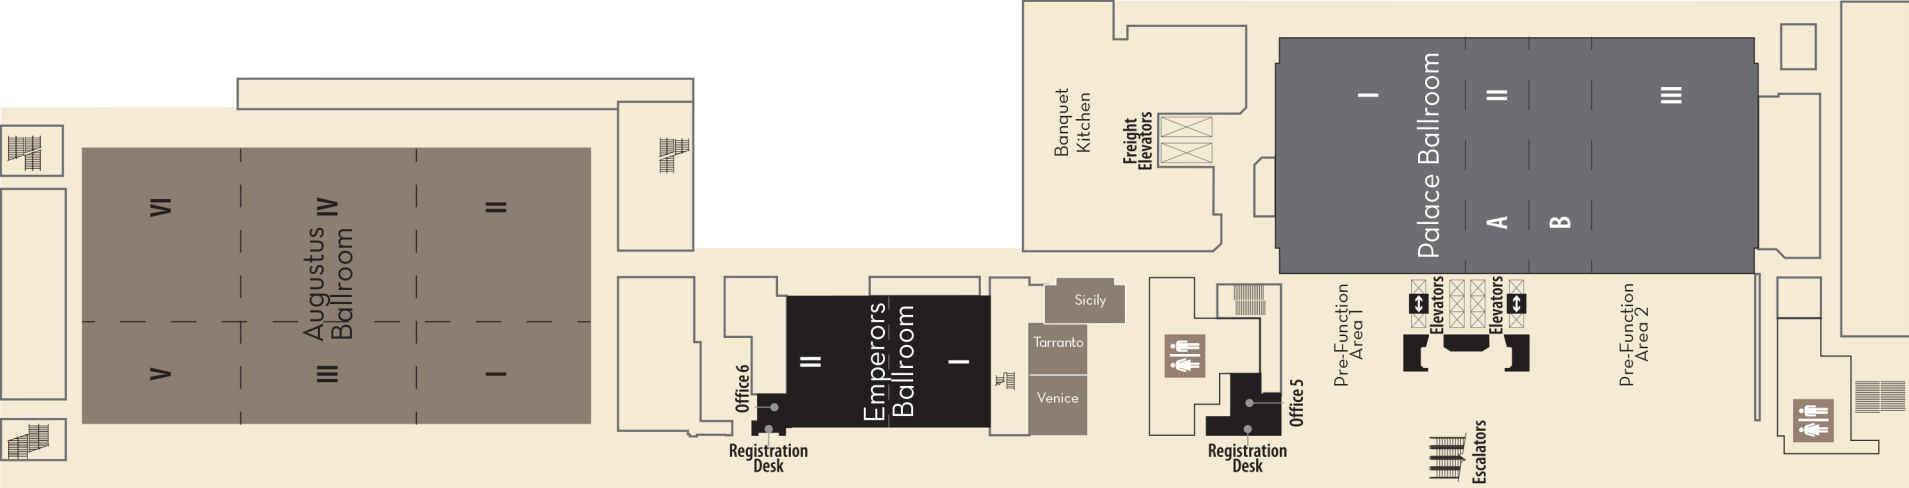 VI
Augustus
Ballroom
IV
II
V
III
I
Office 6
Registration
Desk
II
Emperors
Ballroom
I
Sicily
Tarranto
Venice
Banquet
Kitchen
Freight
Elevators
Office 5
Registration
Desk
I
Palace Ballroom
II
A
B
III
Pre-Function
Area 1
Elevators
Elevators
Pre-Function
Area 2
Escalators